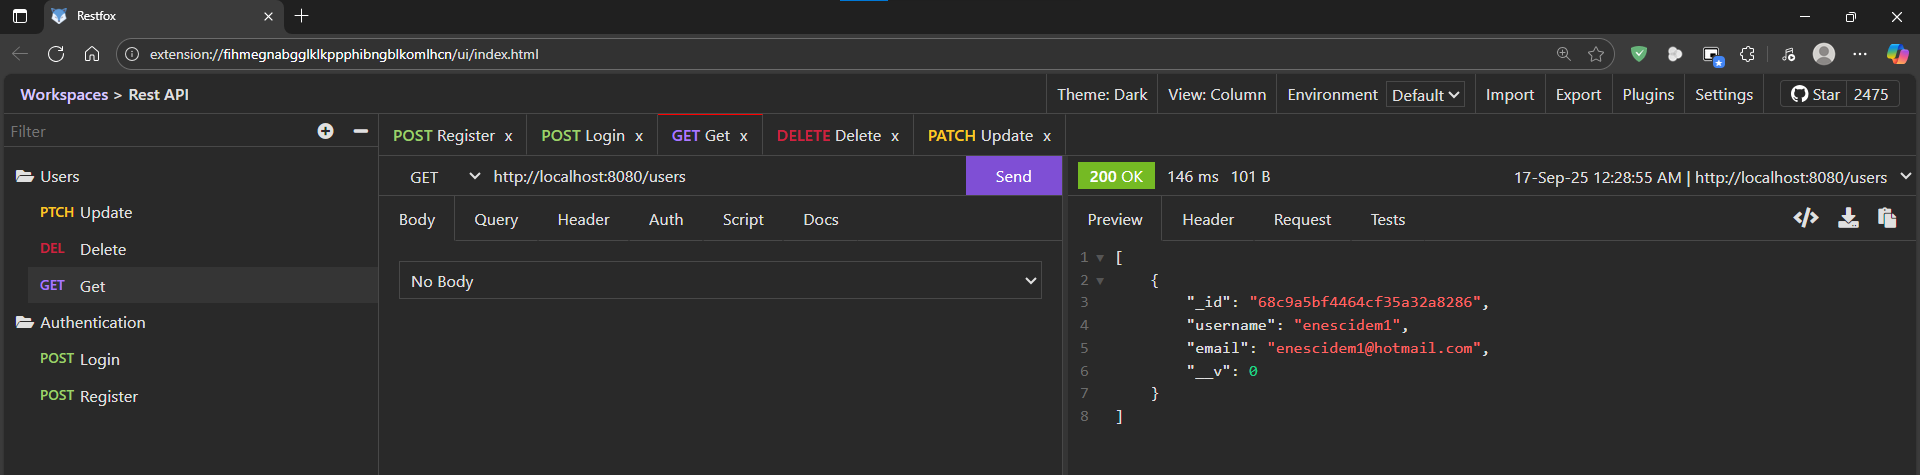 Restfox
extension://fihmegnabgglklkppphibngblkomlhcn/ui/index.html
Workspaces > Rest API
Theme: Dark
View: Column
Environment Default
Import
Export
Plugins
Settings
Star 2475
Filter
POST Register x
POST Login x
GET Get x
DELETE Delete x
PATCH Update x
Users
PTCH Update
DEL Delete
GET Get
Authentication
POST Login
POST Register
GET http://localhost:8080/users Send
Body Query Header Auth Script Docs
No Body
200 OK 146 ms 101 B 17-Sep-25 12:28:55 AM | http://localhost:8080/users
Preview Header Request Tests
1 [
2 {
3 "_id": "68c9a5bf4464cf35a32a8286",
4 "username": "enescidem1",
5 "email": "enescidem1@hotmail.com",
6 "__v": 0
7 }
8 ]